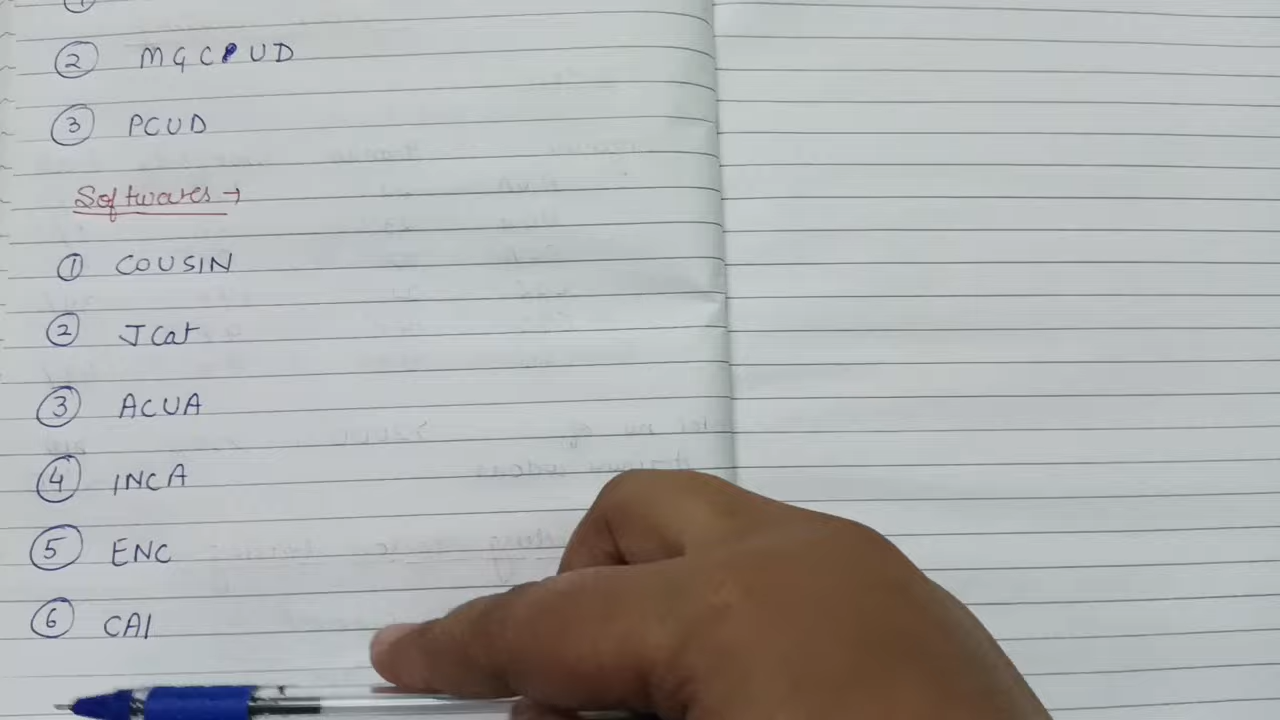 ② MGCPUD
③ PCUD
Softwares →
① COUSIN
② JCat
③ ACUA
④ INCA
⑤ ENC
⑥ CAI